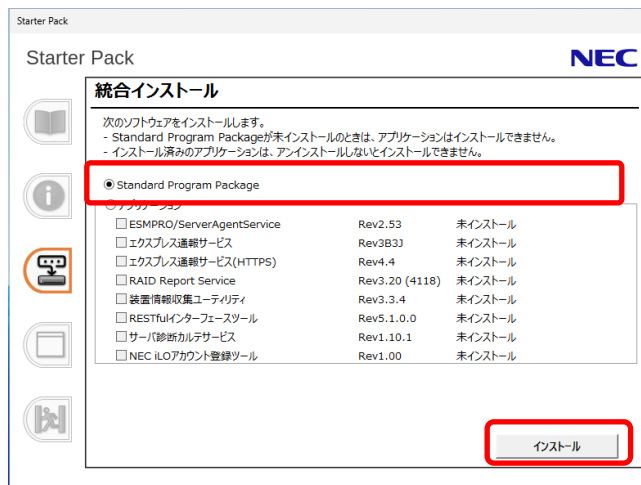 Starter Pack
Starter Pack
NEC
統合インストール
次のソフトウェアをインストールします。
- Standard Program Packageが未インストールのときは、アプリケーションはインストールできません。
- インストール済みのアプリケーションは、アンインストールしないとインストールできません。
Standard Program Package
アプリケーション
ESMPRO/ServerAgentService Rev2.53 未インストール
エクスプレス通報サービス Rev3B3J 未インストール
エクスプレス通報サービス(HTTPS) Rev4.4 未インストール
RAID Report Service Rev3.20 (4118) 未インストール
装置情報収集ユーティリティ Rev3.3.4 未インストール
RESTfulインターフェースツール Rev5.1.0.0 未インストール
サーバ診断カルテサービス Rev1.10.1 未インストール
NEC iLOアカウント登録ツール Rev1.00 未インストール
インストール